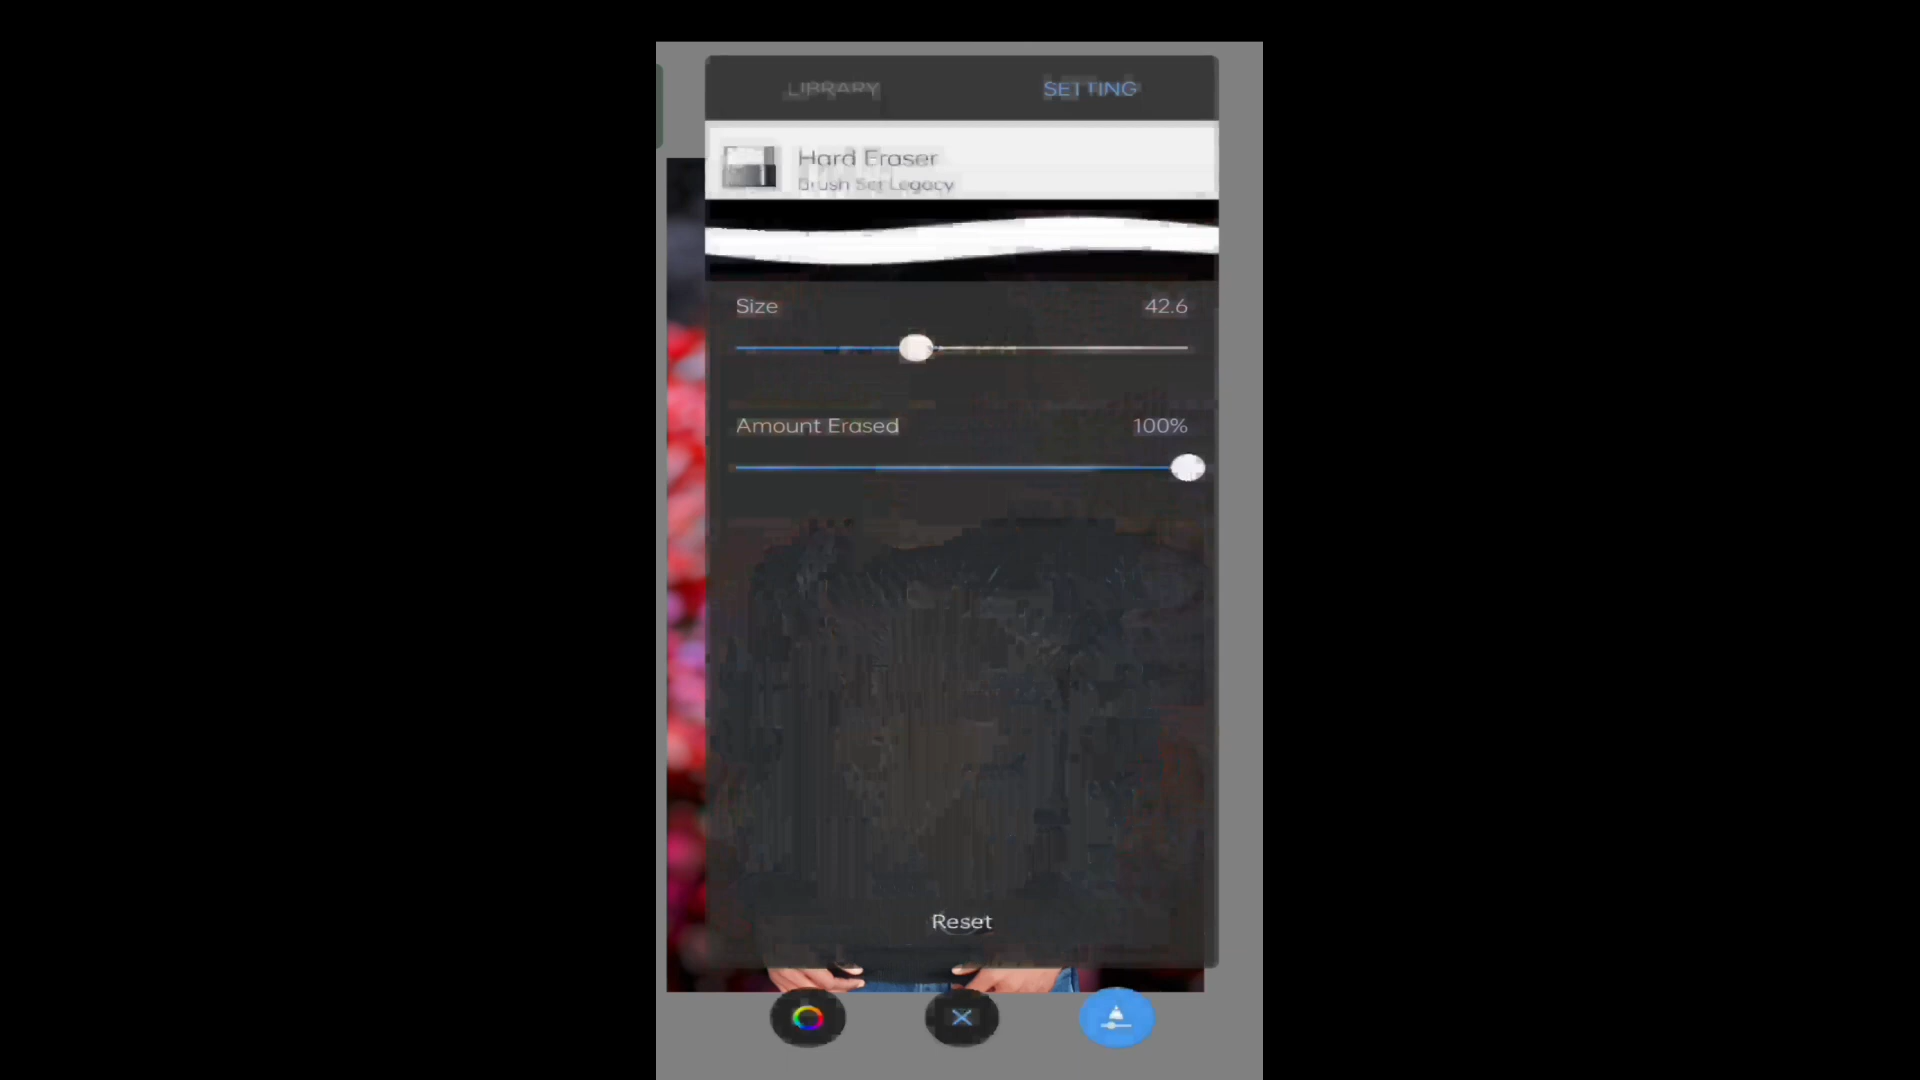 LIBRARY
SETTING
Hard Eraser
Brush Set Legacy
Size
42.6
Amount Erased
100%
Reset